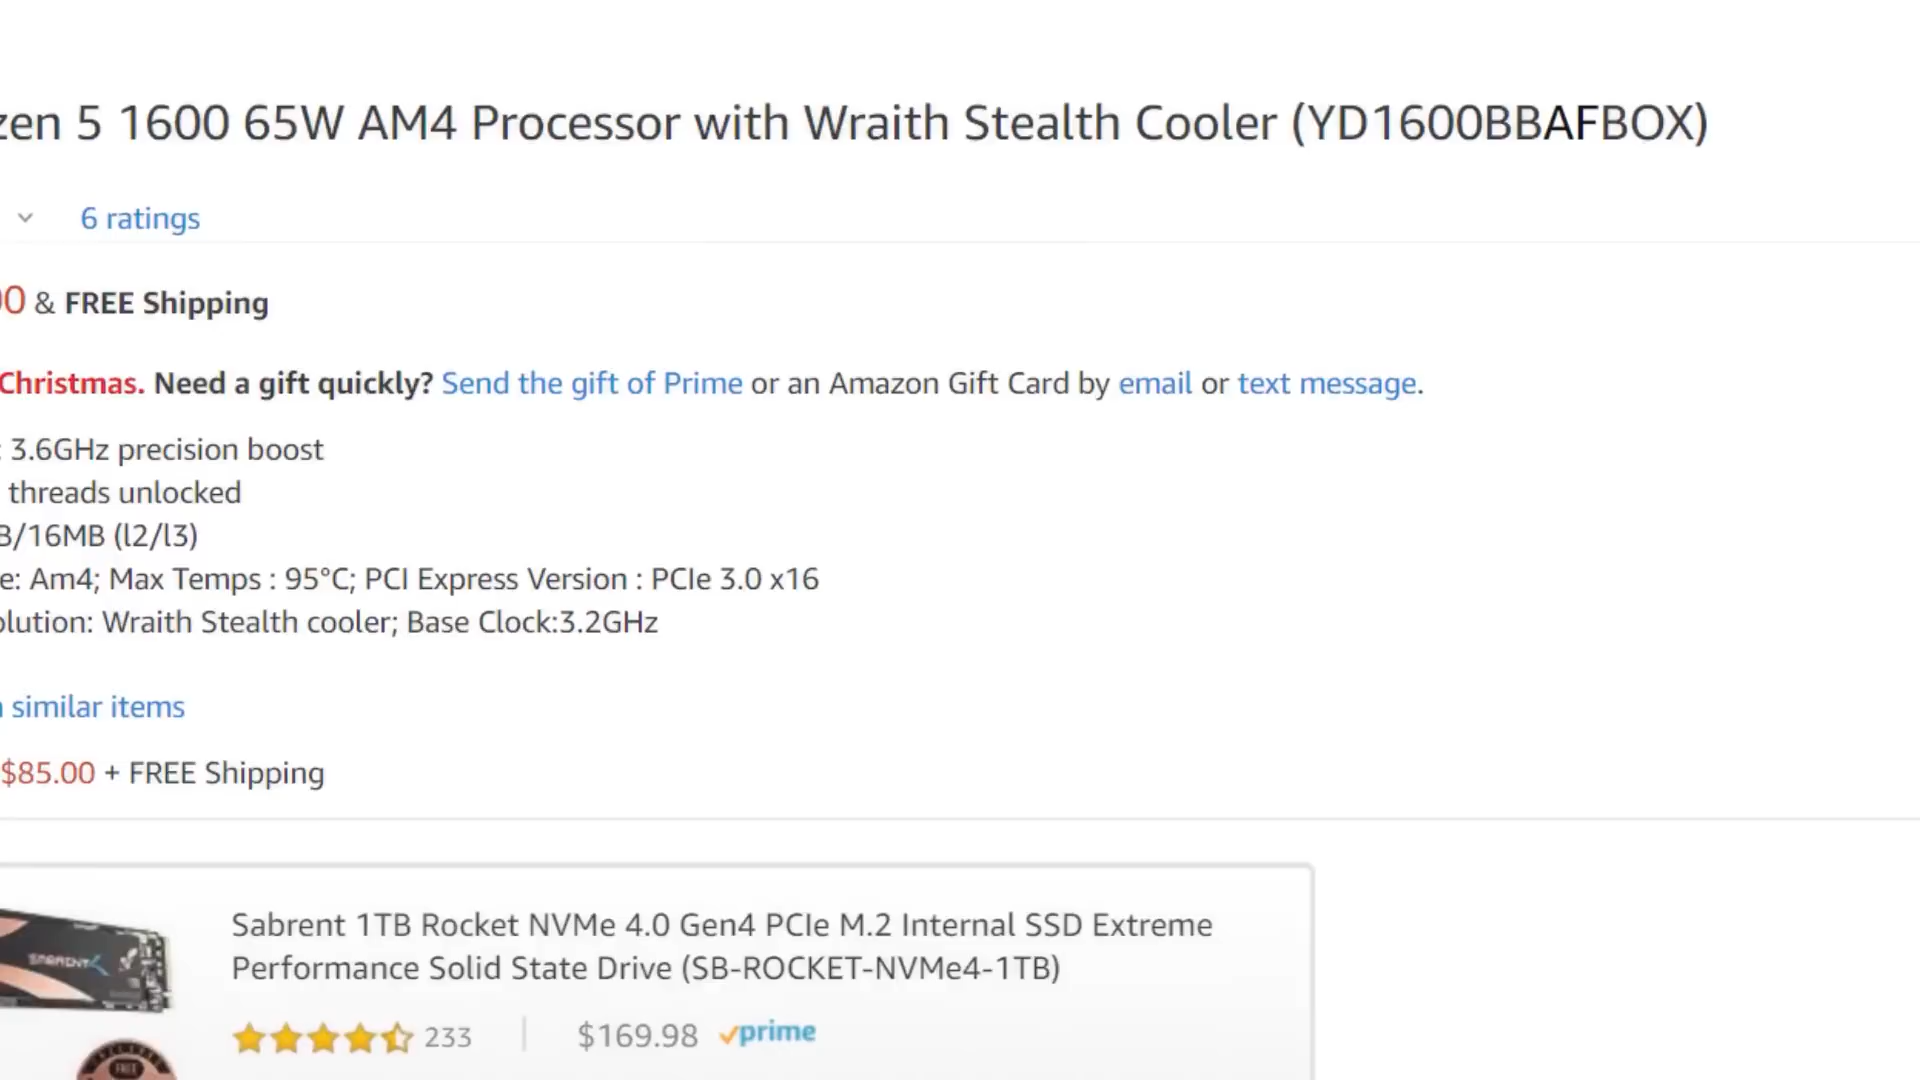 zen 5 1600 65W AM4 Processor with Wraith Stealth Cooler (YD1600BBAFBOX)
6 ratings
00 & FREE Shipping
Christmas. Need a gift quickly? Send the gift of Prime or an Amazon Gift Card by email or text message.
: 3.6GHz precision boost
threads unlocked
B/16MB (l2/l3)
e: Am4; Max Temps : 95°C; PCI Express Version : PCIe 3.0 x16
olution: Wraith Stealth cooler; Base Clock:3.2GHz
similar items
$85.00 + FREE Shipping
Sabrent 1TB Rocket NVMe 4.0 Gen4 PCIe M.2 Internal SSD Extreme
Performance Solid State Drive (SB-ROCKET-NVMe4-1TB)
SABRENT
233 $169.98 prime
FREE